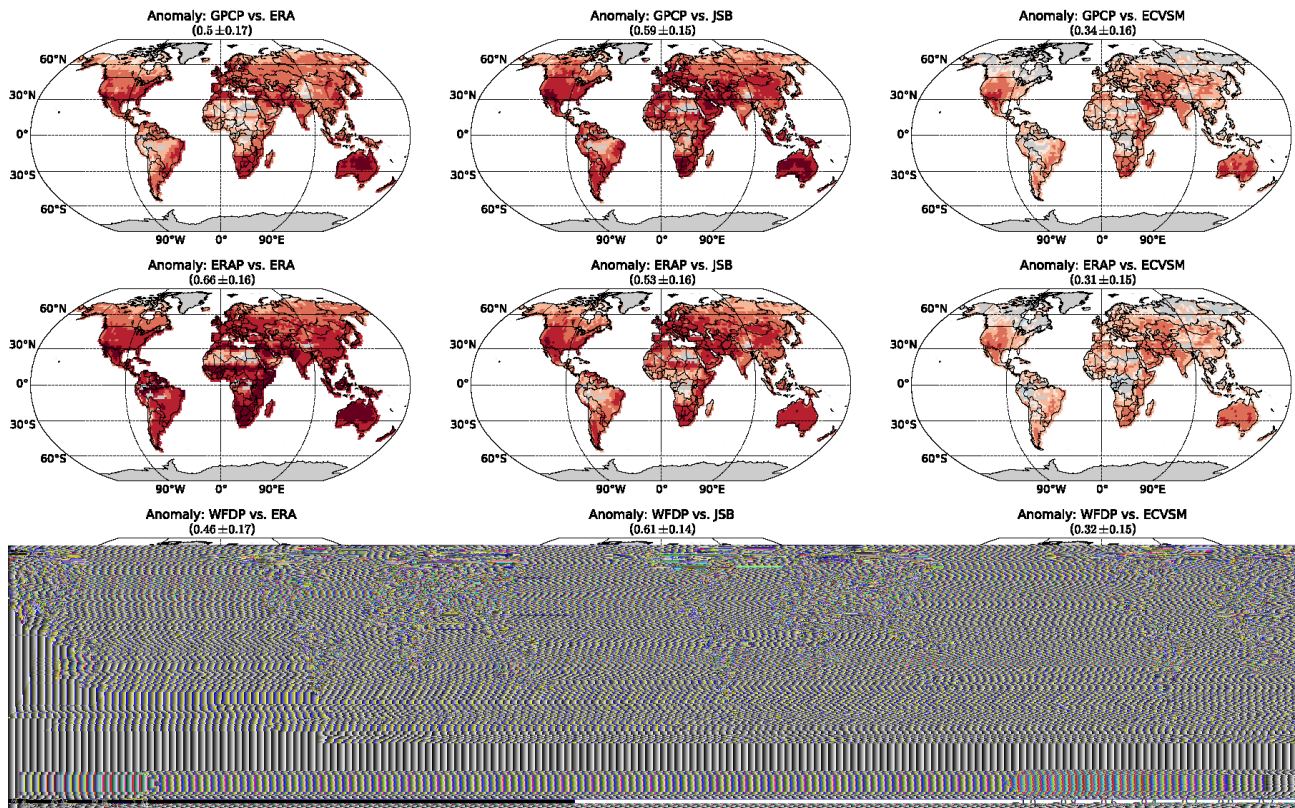 Anomaly: GPCP vs. ERA
(0.5 ±0.17)
Anomaly: GPCP vs. JSB
(0.59±0.15)
Anomaly: GPCP vs. ECVSM
(0.34±0.16)
60°N
30°N
0°
30°S
60°S
90°W 0° 90°E
60°N
30°N
0°
30°S
60°S
90°W 0° 90°E
60°N
30°N
0°
30°S
60°S
90°W 0° 90°E
Anomaly: ERAP vs. ERA
(0.66±0.16)
Anomaly: ERAP vs. JSB
(0.53±0.16)
Anomaly: ERAP vs. ECVSM
(0.31±0.15)
60°N
30°N
0°
30°S
60°S
90°W 0° 90°E
60°N
30°N
0°
30°S
60°S
90°W 0° 90°E
60°N
30°N
0°
30°S
60°S
90°W 0° 90°E
Anomaly: WFDP vs. ERA
(0.46±0.17)
Anomaly: WFDP vs. JSB
(0.61±0.14)
Anomaly: WFDP vs. ECVSM
(0.32±0.15)